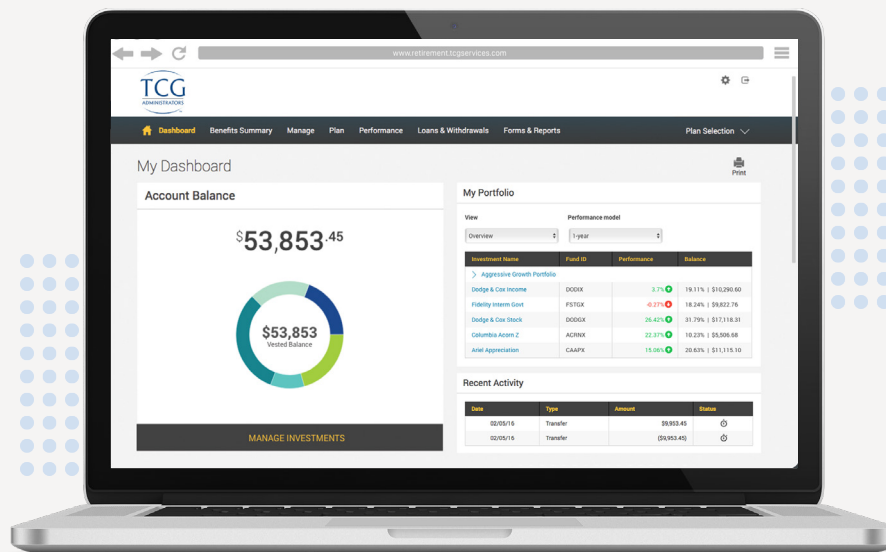 www.retirement.tcgservices.com
TCG
ADMINISTRATORS
Dashboard Benefits Summary Manage Plan Performance Loans & Withdrawals Forms & Reports Plan Selection
My Dashboard
Print
Account Balance
$53,853.45
$53,853
Vested Balance
MANAGE INVESTMENTS
My Portfolio
View Performance model
Overview 1-year
Investment Name Fund ID Performance Balance
Aggressive Growth Portfolio
Dodge & Cox Income DODIX 3.7% 19.11% | $10,290.60
Fidelity Interm Govt FSTGX -0.27% 18.24% | $9,822.76
Dodge & Cox Stock DODGX 26.42% 31.79% | $17,118.31
Columbia Acorn Z ACRNX 22.37% 10.23% | $5,506.68
Ariel Appreciation CAAPX 15.06% 20.63% | $11,115.10
Recent Activity
Date Type Amount Status
02/05/16 Transfer $9,953.45
02/05/16 Transfer ($9,953.45)